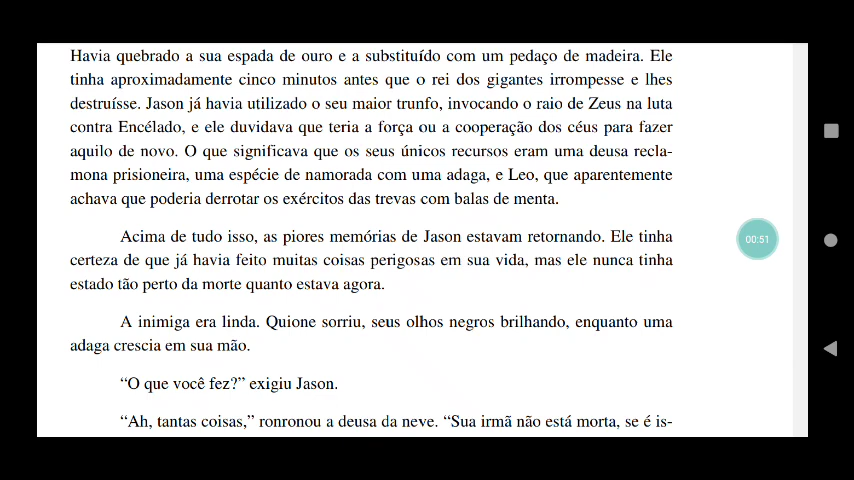 Havia quebrado a sua espada de ouro e a substituído com um pedaço de madeira. Ele
tinha aproximadamente cinco minutos antes que o rei dos gigantes irrompesse e lhes
destruísse. Jason já havia utilizado o seu maior trunfo, invocando o raio de Zeus na luta
contra Encélado, e ele duvidava que teria a força ou a cooperação dos céus para fazer
aquilo de novo. O que significava que os seus únicos recursos eram uma deusa recla-
mona prisioneira, uma espécie de namorada com uma adaga, e Leo, que aparentemente
achava que poderia derrotar os exércitos das trevas com balas de menta.
Acima de tudo isso, as piores memórias de Jason estavam retornando. Ele tinha
certeza de que já havia feito muitas coisas perigosas em sua vida, mas ele nunca tinha
estado tão perto da morte quanto estava agora.
A inimiga era linda. Quione sorriu, seus olhos negros brilhando, enquanto uma
adaga crescia em sua mão.
“O que você fez?” exigiu Jason.
“Ah, tantas coisas,” ronronou a deusa da neve. “Sua irmã não está morta, se é is-
00:51